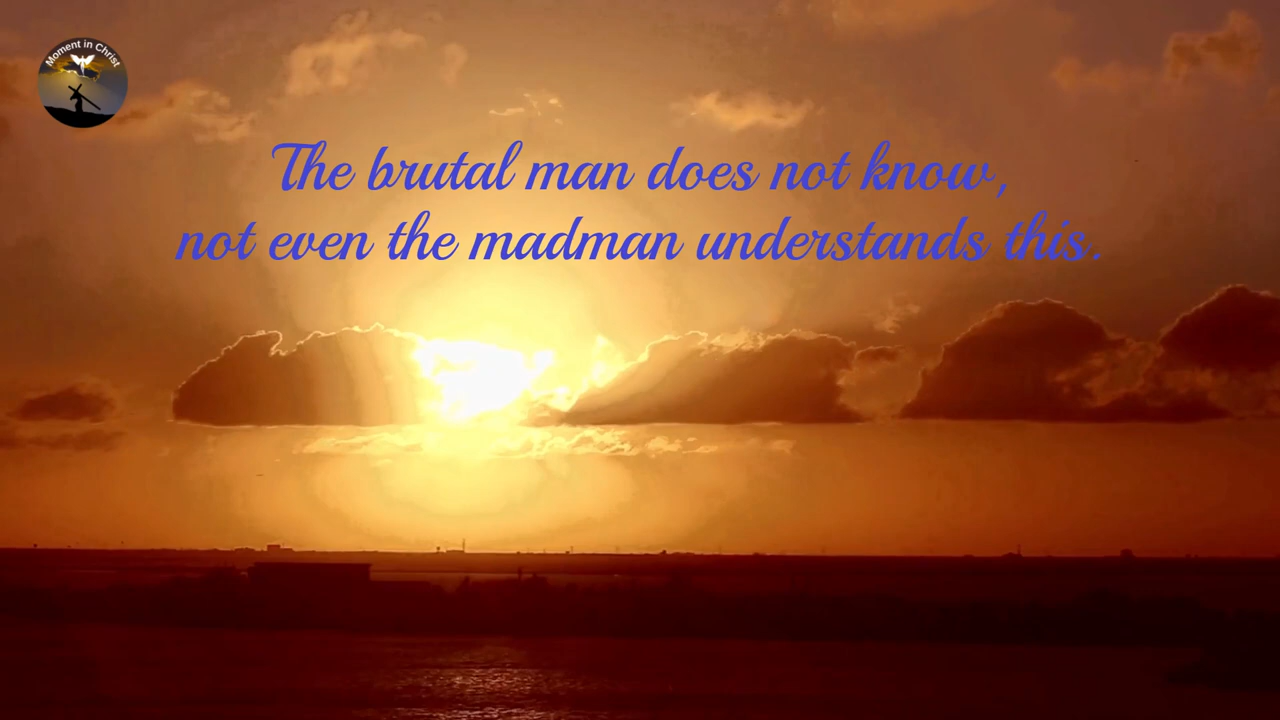 Moment in Christ
The brutal man does not know,
not even the madman understands this.